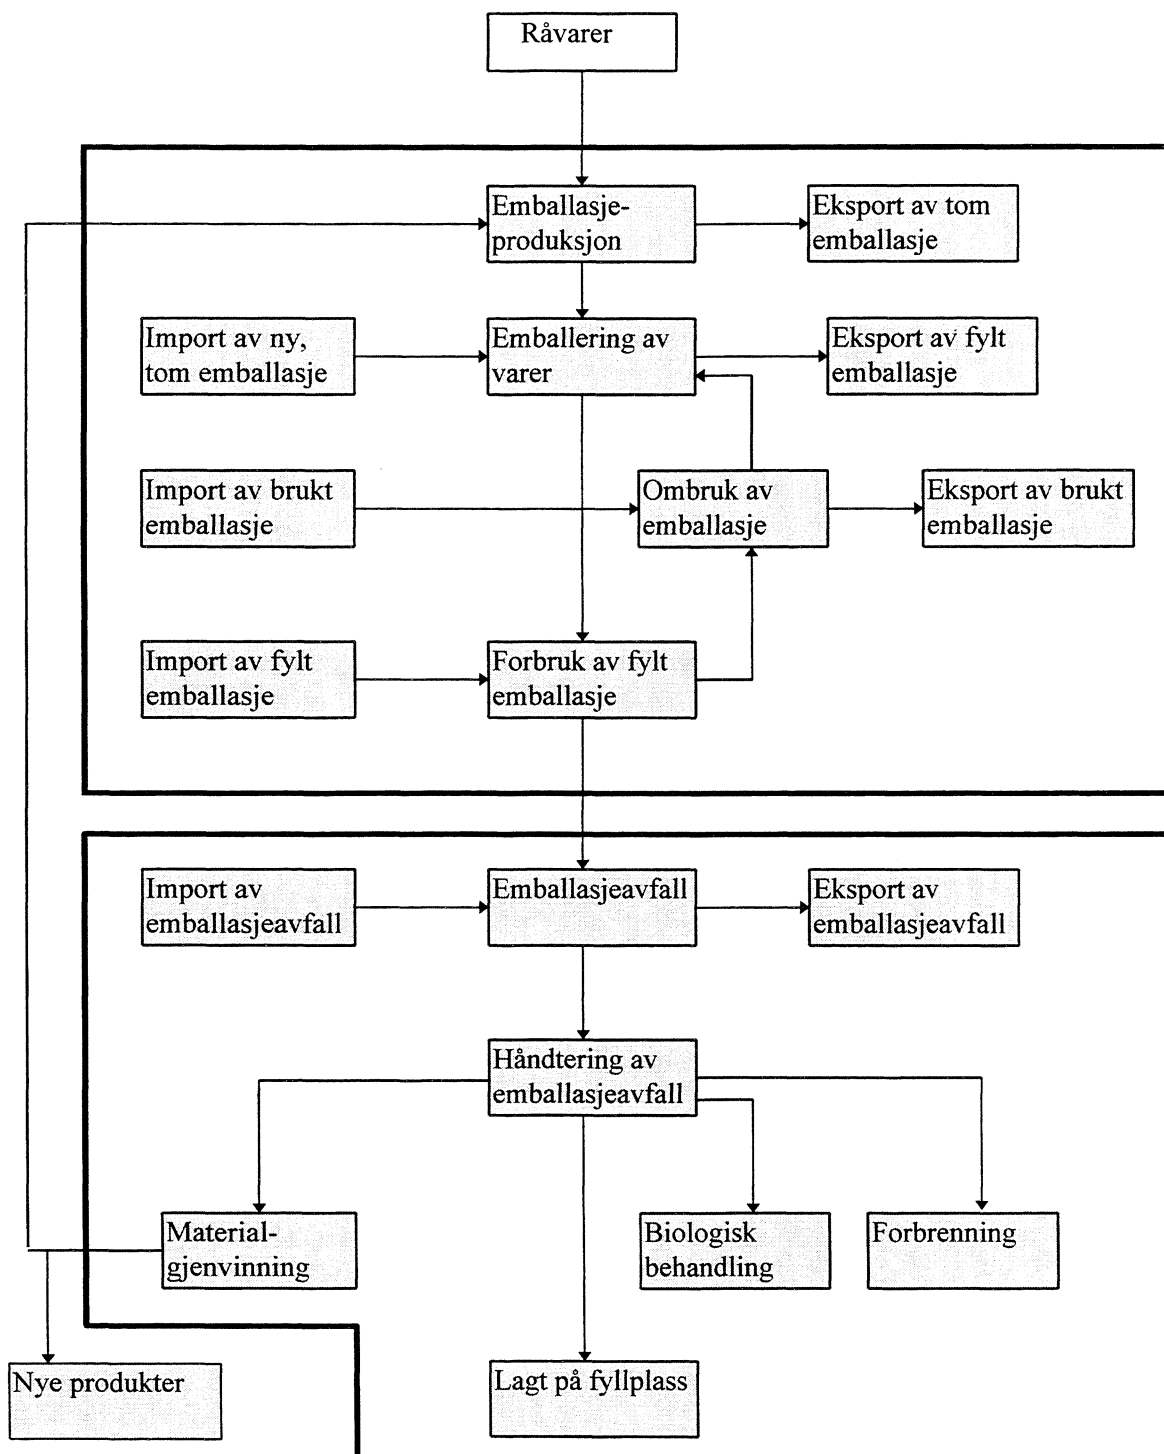 Råvarer
Emballasje-
produksjon
Eksport av tom
emballasje
Import av ny,
tom emballasje
Emballering av
varer
Eksport av fylt
emballasje
Import av brukt
emballasje
Ombruk av
emballasje
Eksport av brukt
emballasje
Import av fylt
emballasje
Forbruk av fylt
emballasje
Import av
emballasjeavfall
Emballasjeavfall
Eksport av
emballasjeavfall
Håndtering av
emballasjeavfall
Material-
gjenvinning
Biologisk
behandling
Forbrenning
Nye produkter
Lagt på fyllplass